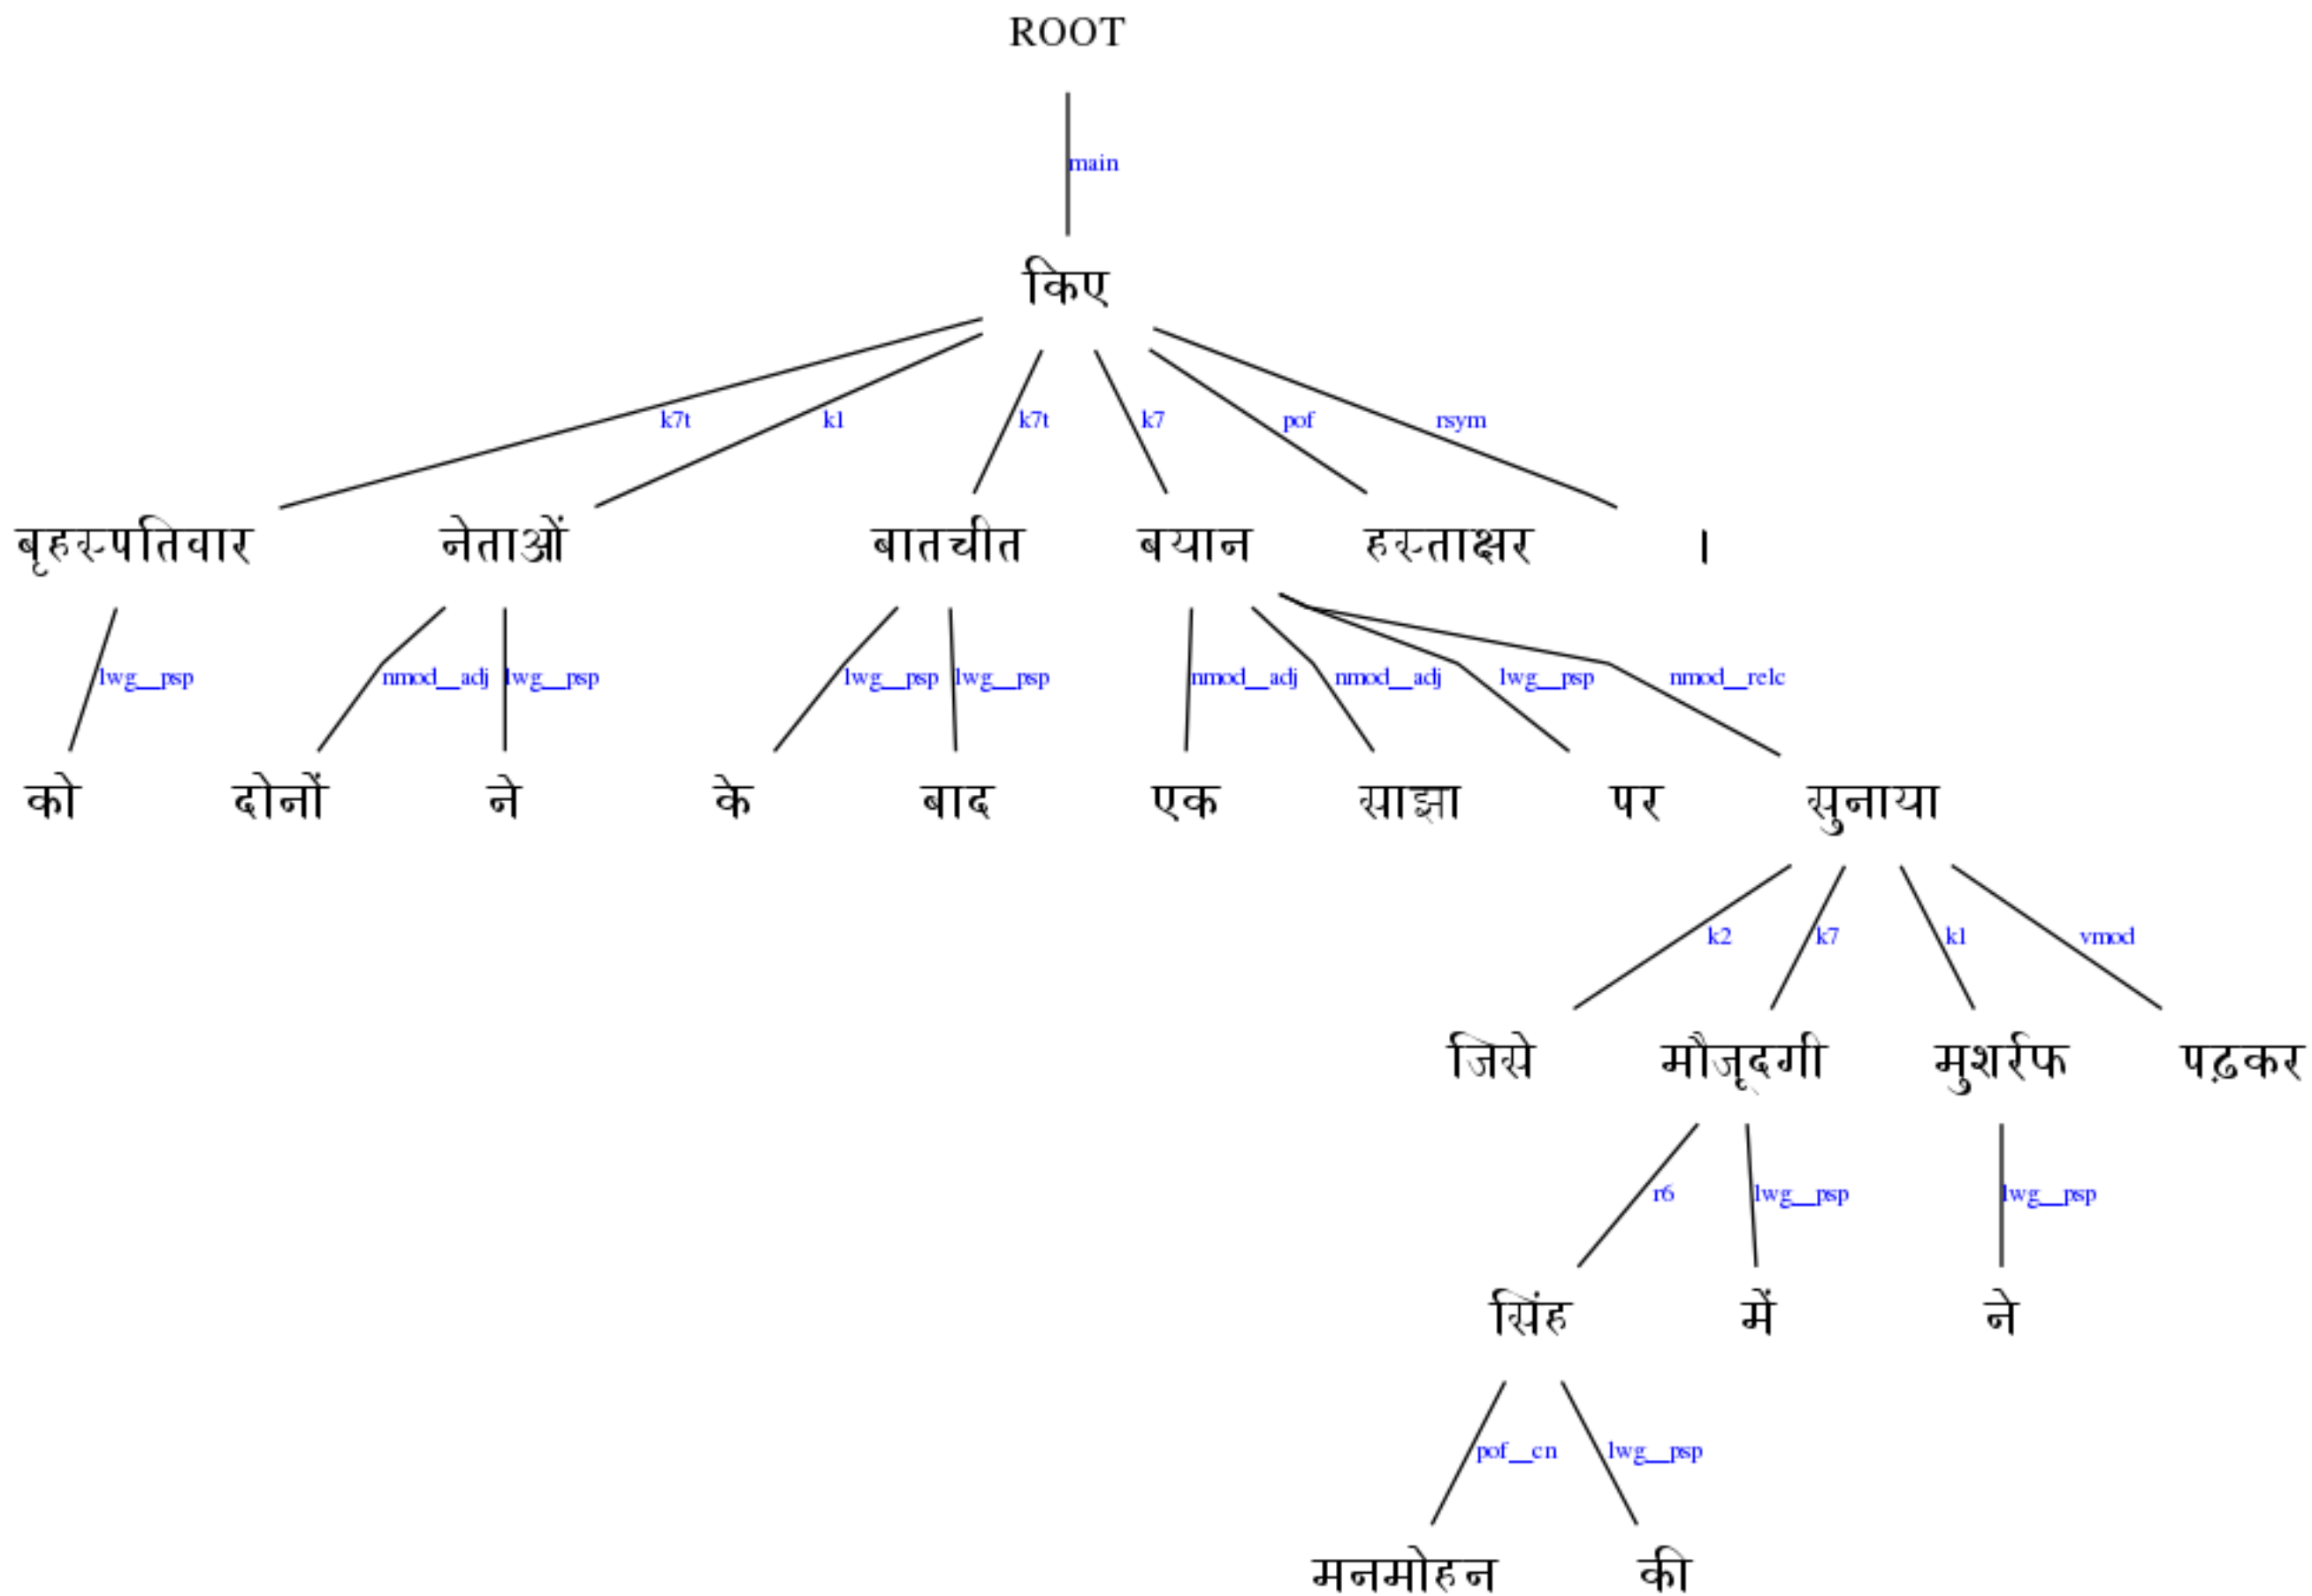 ROOT
main
किए
k7t k1 k7t k7 pof rsym
बृहस्पतिवार नेताओं बातचीत बयान हस्ताक्षर ।
lwg__psp nmod__adj lwg__psp lwg__psp lwg__psp nmod__adj nmod__adj lwg__psp nmod__relc
को दोनों ने के बाद एक साझा पर सुनाया
k2 k7 k1 vmod
जिसे मौजूदगी मुशर्रफ पढ़कर
r6 lwg__psp lwg__psp
सिंह में ने
pof__cn lwg__psp
मनमोहन की